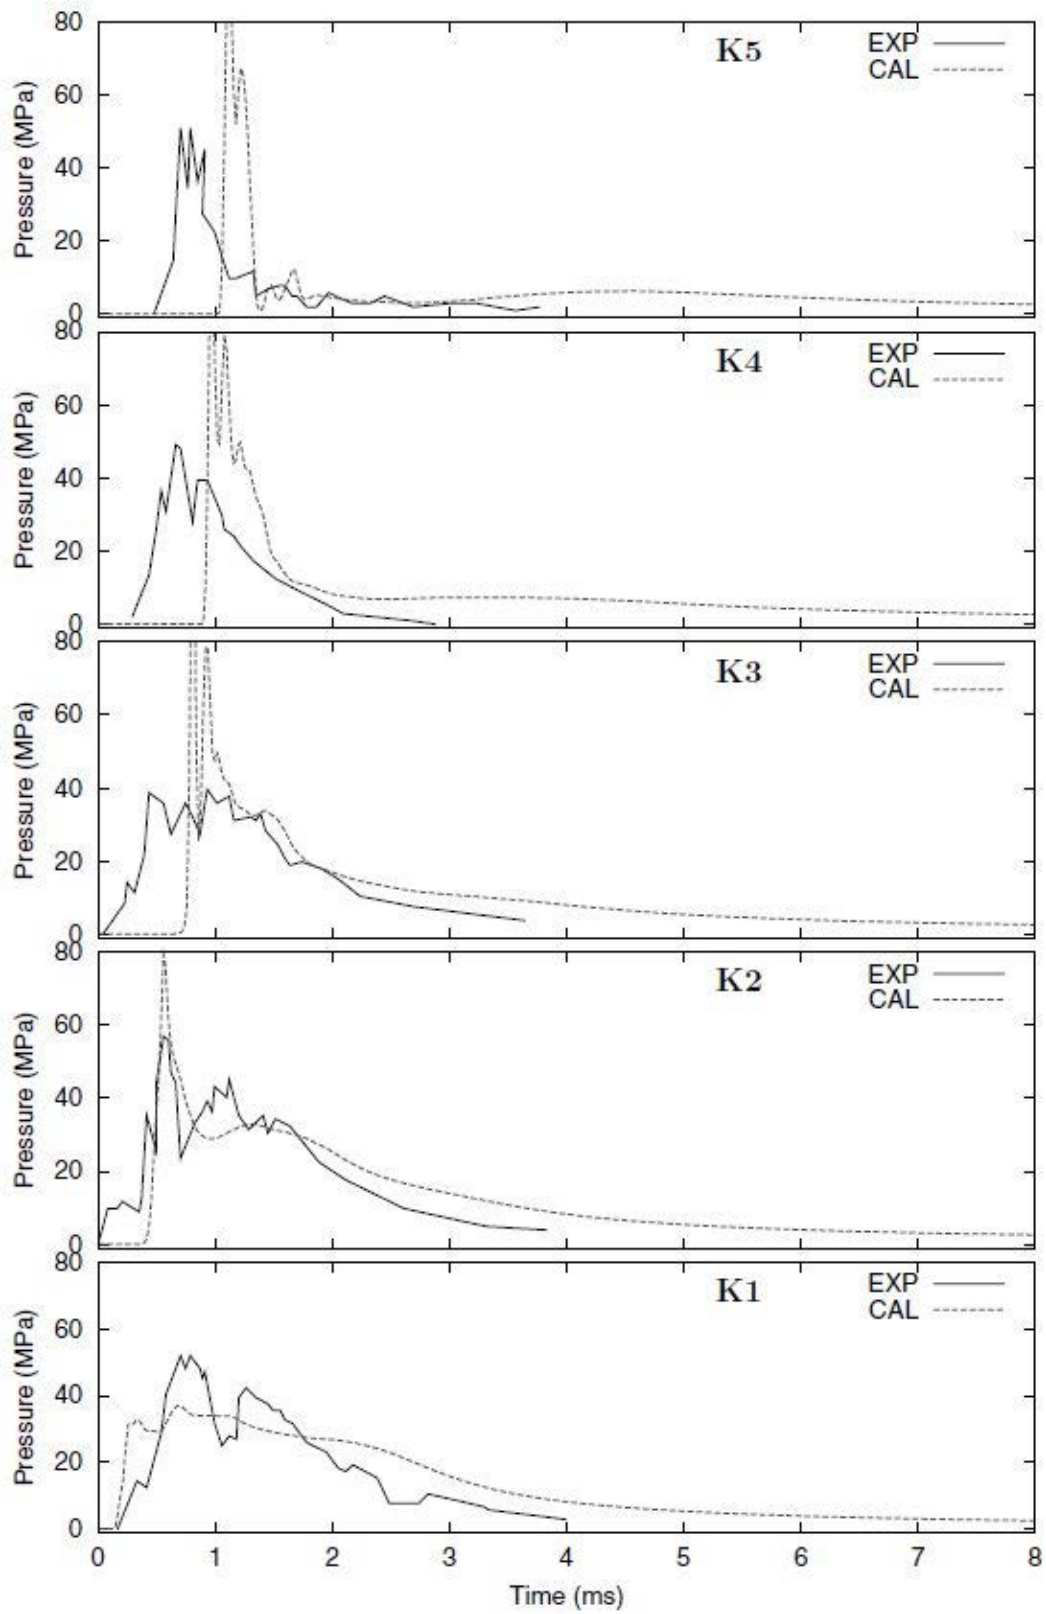 80
K5
EXP
CAL
60
40
20
0
Pressure (MPa)
80
K4
EXP
CAL
60
40
20
0
Pressure (MPa)
80
K3
EXP
CAL
60
40
20
0
Pressure (MPa)
80
K2
EXP
CAL
60
40
20
0
Pressure (MPa)
80
K1
EXP
CAL
60
40
20
0
Pressure (MPa)
0 1 2 3 4 5 6 7 8
Time (ms)